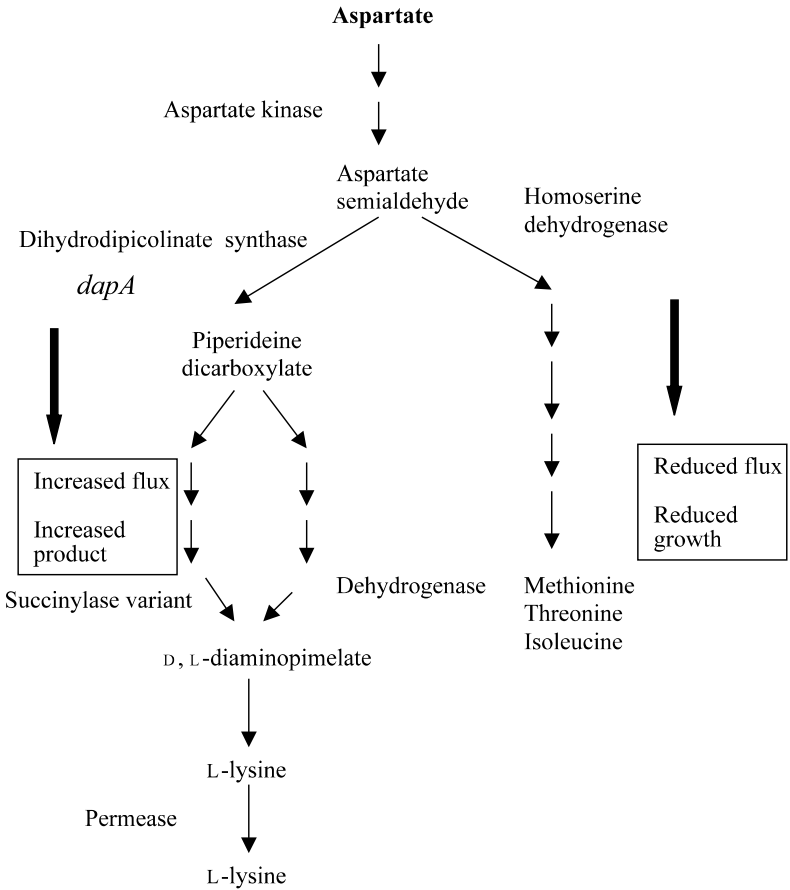 Aspartate
Aspartate kinase
Aspartate
semialdehyde
Homoserine
dehydrogenase
Dihydrodipicolinate synthase
dapA
Piperideine
dicarboxylate
Increased flux
Increased
product
Reduced flux
Reduced
growth
Succinylase variant
Dehydrogenase
Methionine
Threonine
Isoleucine
D, L-diaminopimelate
L-lysine
Permease
L-lysine